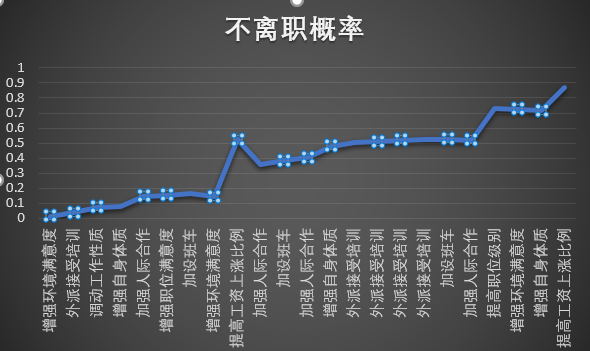 不离职概率
1
0.9
0.8
0.7
0.6
0.5
0.4
0.3
0.2
0.1
0
增强环境满意度
外派接受培训
调动工作性质
增强自身体质
加强人际合作
增强职位满意度
加设班车
增强环境满意度
提高工资上涨比例
加强人际合作
加设班车
加强人际合作
增强自身体质
外派接受培训
外派接受培训
外派接受培训
外派接受培训
加设班车
加强人际合作
提高职位级别
增强环境满意度
增强自身体质
提高工资上涨比例